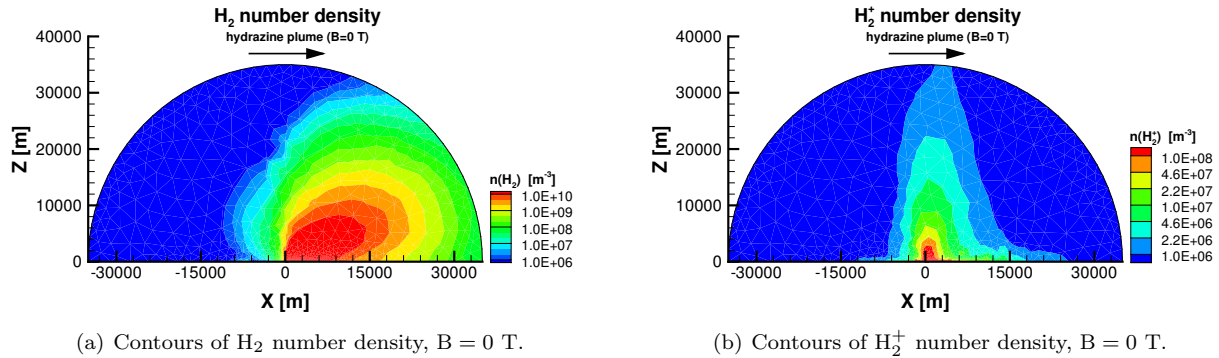 H₂ number density
hydrazine plume (B=0 T)
Z [m]
40000
30000
20000
10000
0
-30000 -15000 0 15000 30000
X [m]
n(H₂) [m⁻³]
1.0E+10
1.0E+09
1.0E+08
1.0E+07
1.0E+06
(a) Contours of H₂ number density, B = 0 T.
H₂⁺ number density
hydrazine plume (B=0 T)
Z [m]
40000
30000
20000
10000
0
-30000 -15000 0 15000 30000
X [m]
n(H₂⁺) [m⁻³]
1.0E+08
4.6E+07
2.2E+07
1.0E+07
4.6E+06
2.2E+06
1.0E+06
(b) Contours of H₂⁺ number density, B = 0 T.